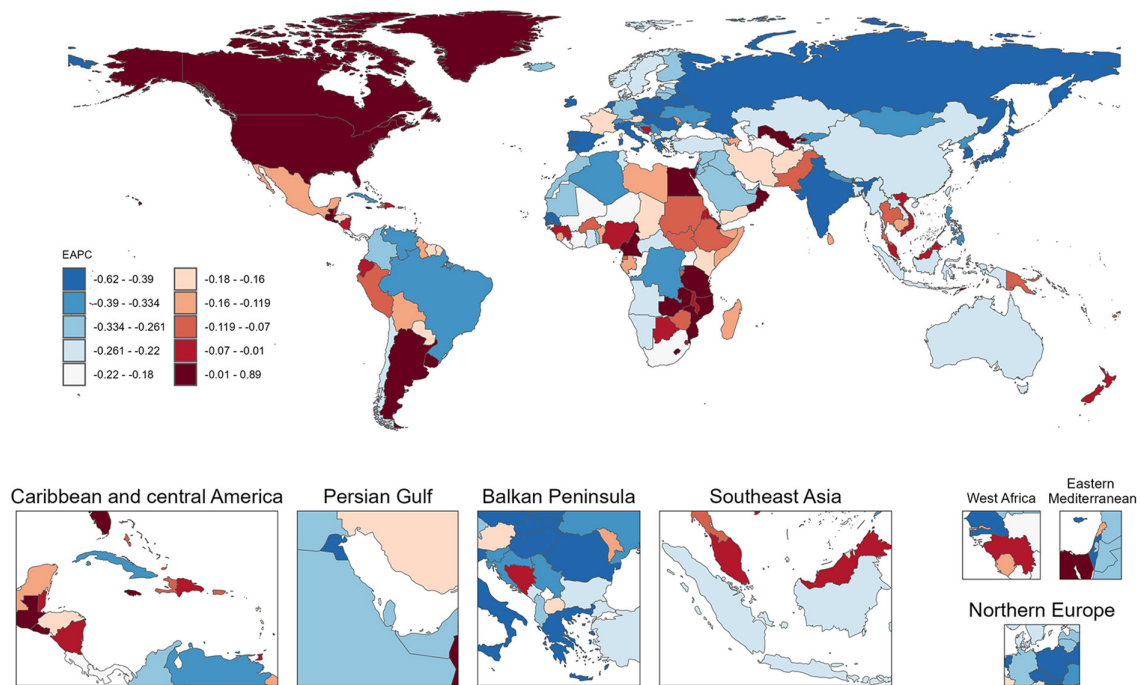 EAPC
-0.62 - -0.39
-0.39 - -0.334
-0.334 - -0.261
-0.261 - -0.22
-0.22 - -0.18
-0.18 - -0.16
-0.16 - -0.119
-0.119 - -0.07
-0.07 - -0.01
-0.01 - 0.89
Caribbean and central America
Persian Gulf
Balkan Peninsula
Southeast Asia
West Africa
Eastern
Mediterranean
Northern Europe